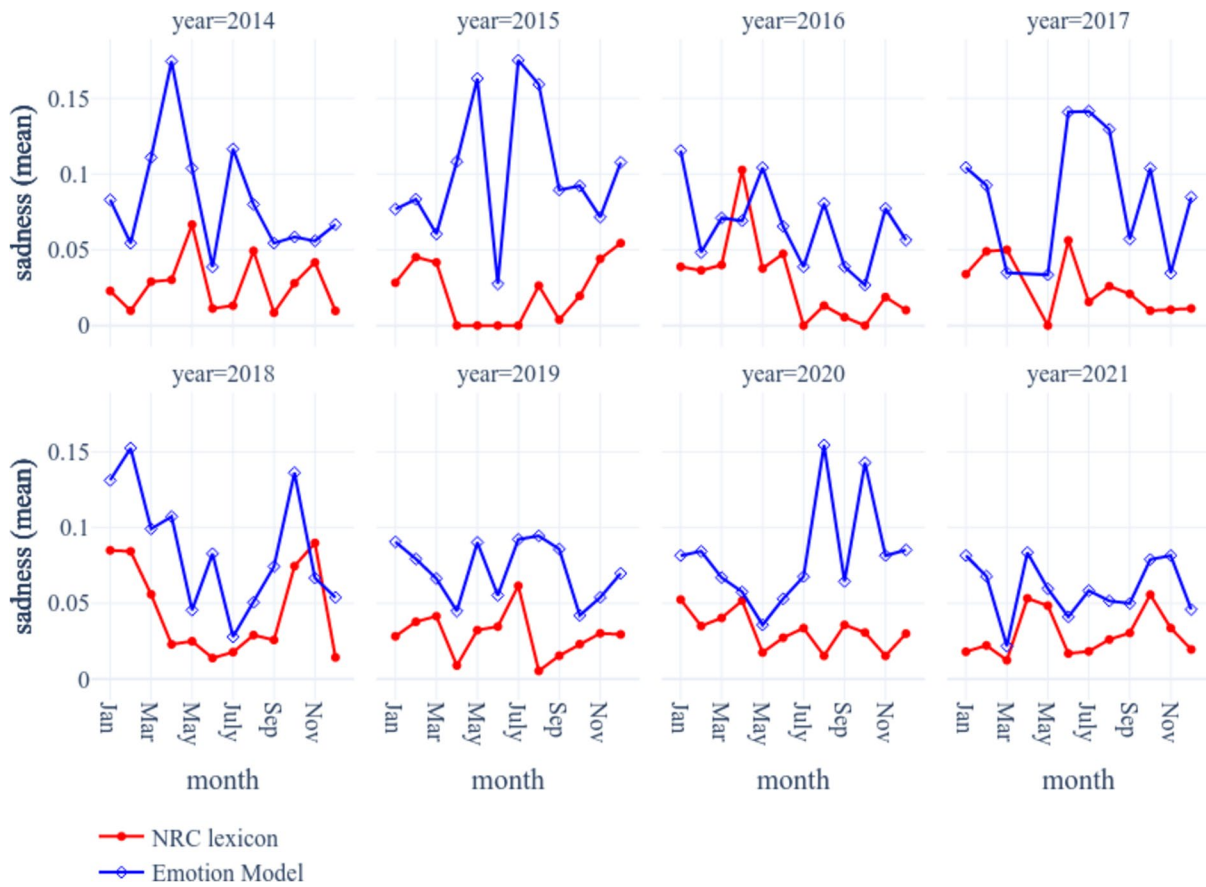 year=2014 year=2015 year=2016 year=2017
sadness (mean)
0.15
0.1
0.05
0
year=2018 year=2019 year=2020 year=2021
sadness (mean)
0.15
0.1
0.05
0
Jan Mar May July Sep Nov Jan Mar May July Sep Nov Jan Mar May July Sep Nov Jan Mar May July Sep Nov
month month month month
NRC lexicon
Emotion Model